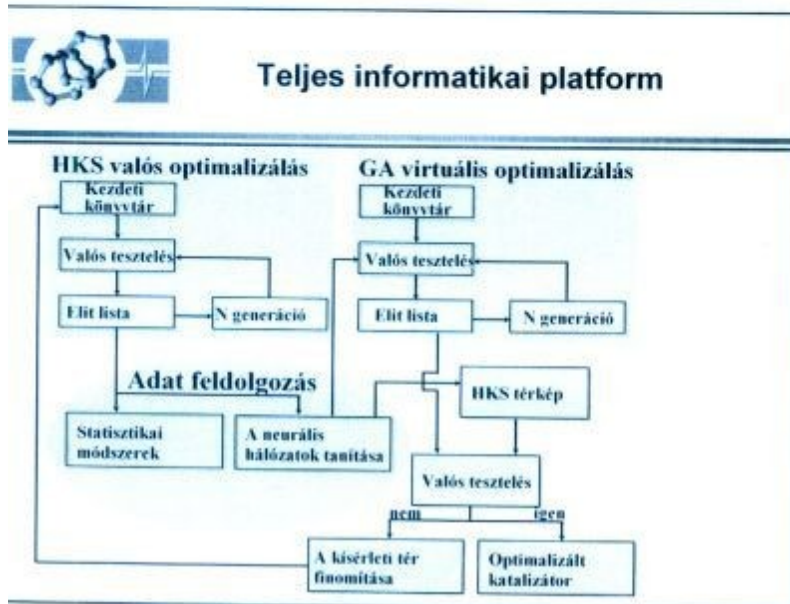 Teljes informatikai platform
HKS valós optimalizálás
GA virtuális optimalizálás
Kezdeti
könyvtár
Kezdeti
könyvtár
Valós tesztelés
Valós tesztelés
Elit lista
N generáció
Elit lista
N generáció
Adat feldolgozás
HKS térkép
Statisztikai
módszerek
A neurális
hálózatok tanítása
Valós tesztelés
nem
igen
A kísérleti tér
finomítása
Optimalizált
katalizátor